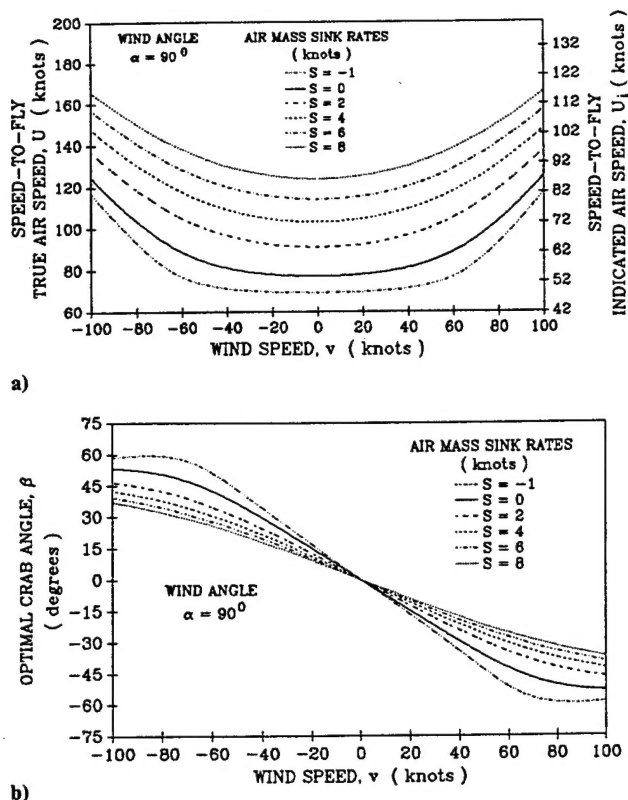 a)
SPEED-TO-FLY
TRUE AIR SPEED, U ( knots)
200
180
160
140
120
100
80
60
WIND ANGLE
α = 90⁰
AIR MASS SINK RATES
( knots)
S = −1
S = 0
S = 2
S = 4
S = 6
S = 8
132
122
112
102
92
82
72
62
52
42
SPEED-TO-FLY
INDICATED AIR SPEED, Uᵢ ( knots)
−100 −80 −60 −40 −20 0 20 40 60 80 100
WIND SPEED, v ( knots)
b)
OPTIMAL CRAB ANGLE, β
( degrees)
75
60
45
30
15
0
−15
−30
−45
−60
−75
AIR MASS SINK RATES
( knots)
S = −1
S = 0
S = 2
S = 4
S = 6
S = 8
WIND ANGLE
α = 90⁰
−100 −80 −60 −40 −20 0 20 40 60 80 100
WIND SPEED, v ( knots)